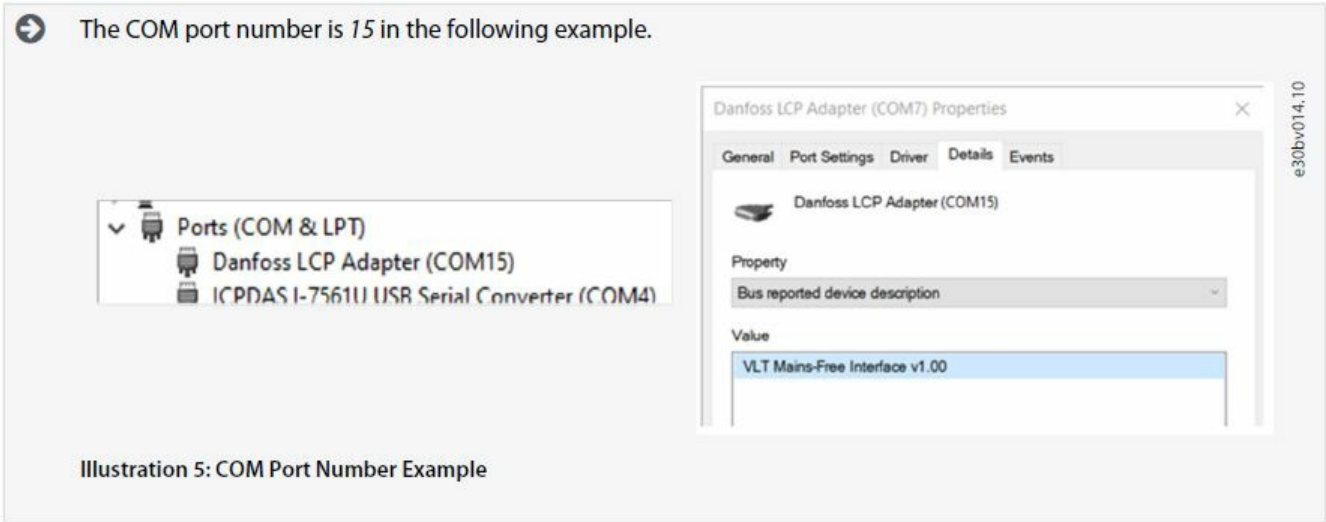 The COM port number is 15 in the following example.
Ports (COM & LPT)
Danfoss LCP Adapter (COM15)
ICPDAS I-7561U USB Serial Converter (COM4)
Danfoss LCP Adapter (COM7) Properties
General Port Settings Driver Details Events
Danfoss LCP Adapter (COM15)
Property
Bus reported device description
Value
VLT Mains-Free Interface v1.00
e30bv014.10
Illustration 5: COM Port Number Example